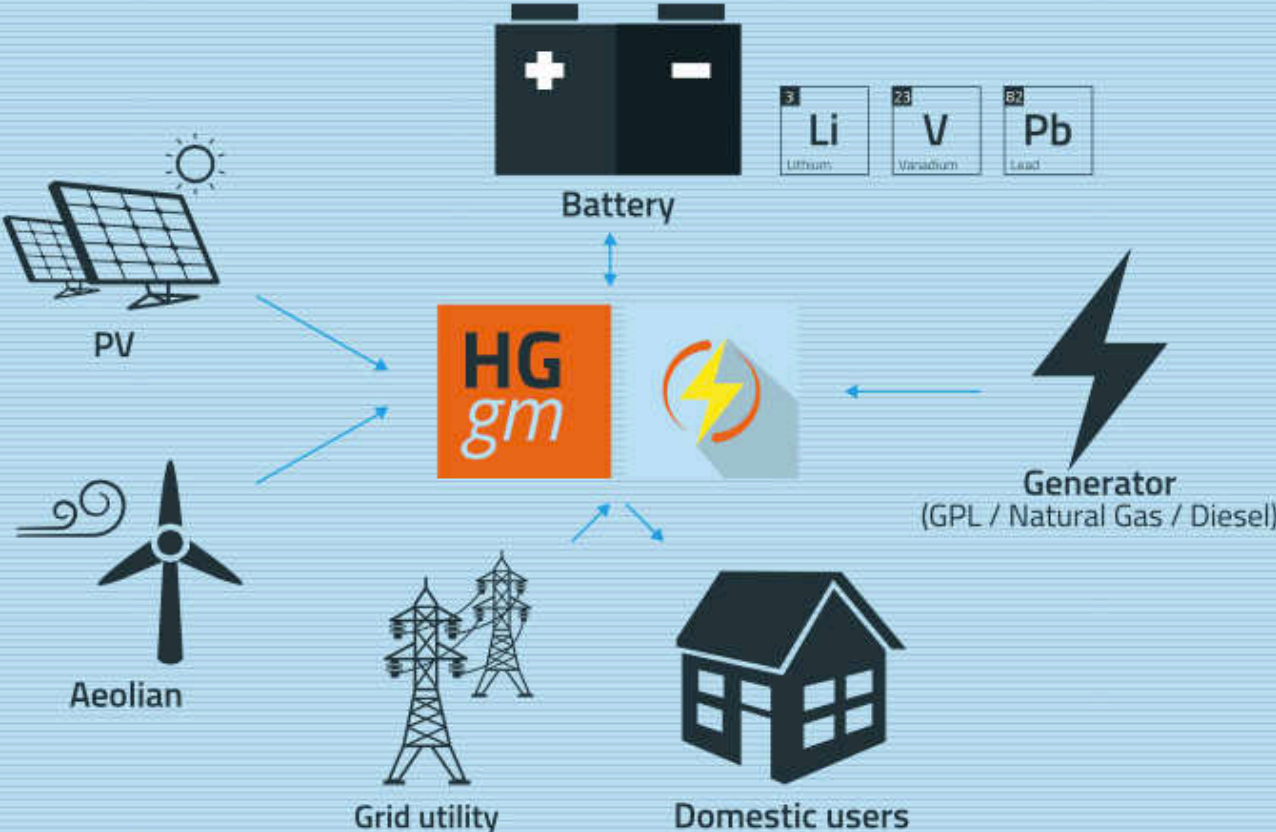 Battery
3
Li
Lithium
23
V
Vanadium
82
Pb
Lead
PV
HG
gm
Generator
(GPL / Natural Gas / Diesel)
Aeolian
Grid utility
Domestic users